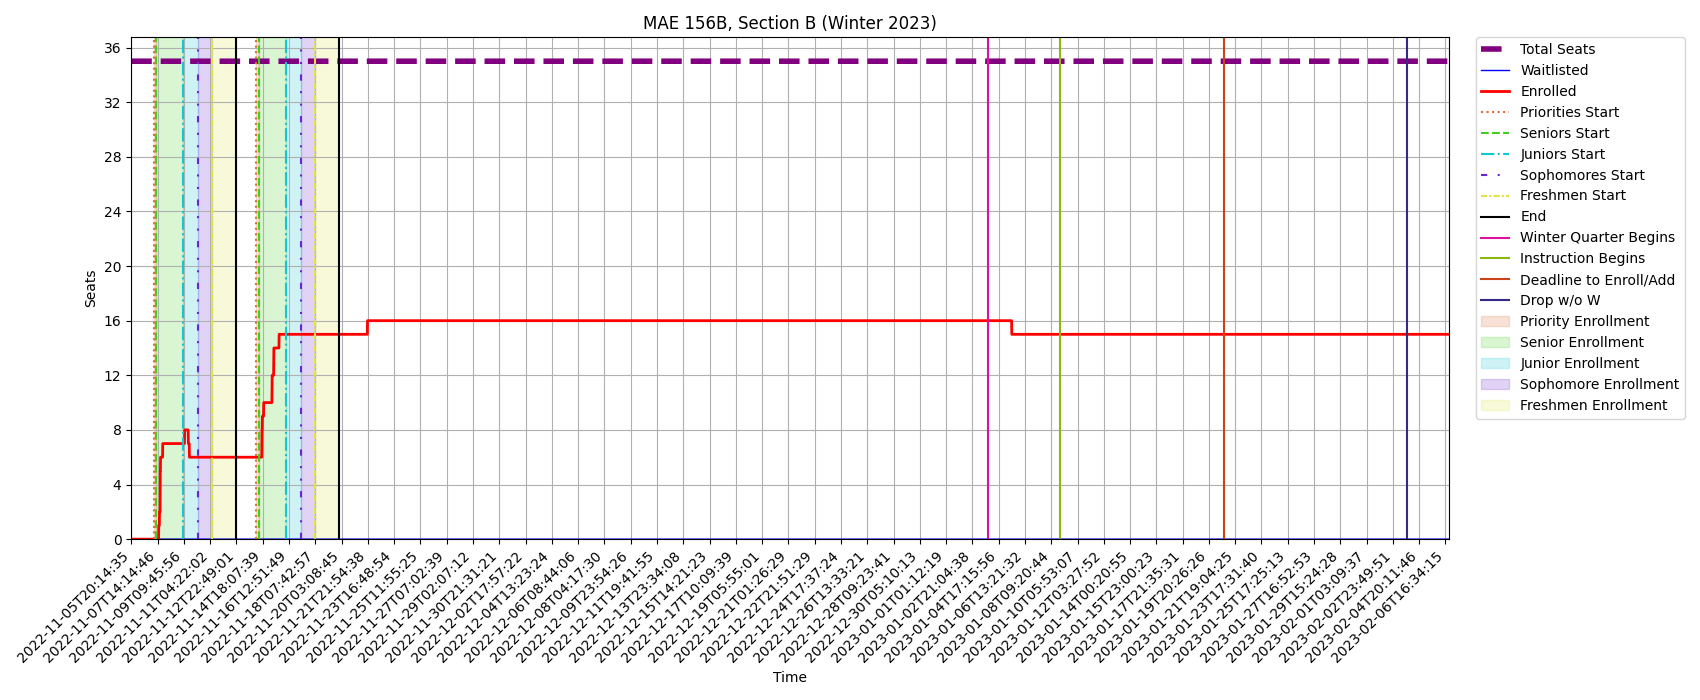 MAE 156B, Section B (Winter 2023)
Seats
36
32
28
24
20
16
12
8
4
0
2022-11-05T20:14:35
2022-11-07T14:14:46
2022-11-09T09:45:56
2022-11-11T04:22:02
2022-11-12T22:49:01
2022-11-14T18:07:39
2022-11-16T12:51:49
2022-11-18T07:42:57
2022-11-20T03:08:45
2022-11-21T21:54:38
2022-11-23T16:48:54
2022-11-25T11:55:25
2022-11-27T07:02:39
2022-11-29T02:07:12
2022-11-30T21:31:21
2022-12-02T17:57:22
2022-12-04T13:23:24
2022-12-06T08:44:06
2022-12-08T04:17:30
2022-12-09T23:54:26
2022-12-11T19:41:55
2022-12-13T23:34:08
2022-12-15T14:21:23
2022-12-17T10:09:39
2022-12-19T05:55:01
2022-12-21T01:26:29
2022-12-22T21:51:29
2022-12-24T17:37:24
2022-12-26T13:33:21
2022-12-28T09:23:41
2022-12-30T05:10:13
2023-01-01T01:12:19
2023-01-02T21:04:38
2023-01-04T17:15:56
2023-01-06T13:21:32
2023-01-08T09:20:44
2023-01-10T05:53:07
2023-01-12T03:27:52
2023-01-14T00:20:55
2023-01-15T23:00:23
2023-01-17T21:35:31
2023-01-19T20:26:26
2023-01-21T19:04:25
2023-01-23T17:31:40
2023-01-25T17:25:13
2023-01-27T16:52:53
2023-01-29T15:24:28
2023-02-01T03:09:37
2023-02-02T23:49:51
2023-02-04T20:11:46
2023-02-06T16:34:15
Time
Total Seats
Waitlisted
Enrolled
Priorities Start
Seniors Start
Juniors Start
Sophomores Start
Freshmen Start
End
Winter Quarter Begins
Instruction Begins
Deadline to Enroll/Add
Drop w/o W
Priority Enrollment
Senior Enrollment
Junior Enrollment
Sophomore Enrollment
Freshmen Enrollment